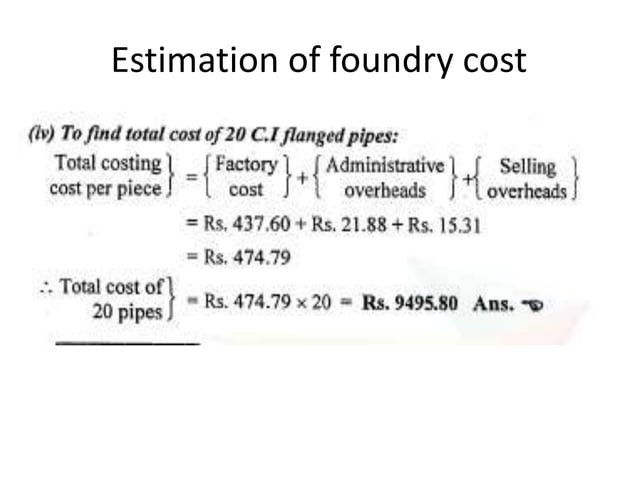 Estimation of foundry cost
(iv) To find total cost of 20 C.I flanged pipes:
Total costing cost per piece } = { Factory cost } + { Administrative overheads } + { Selling overheads }
= Rs. 437.60 + Rs. 21.88 + Rs. 15.31
= Rs. 474.79
∴ Total cost of 20 pipes } = Rs. 474.79 × 20 = Rs. 9495.80 Ans.